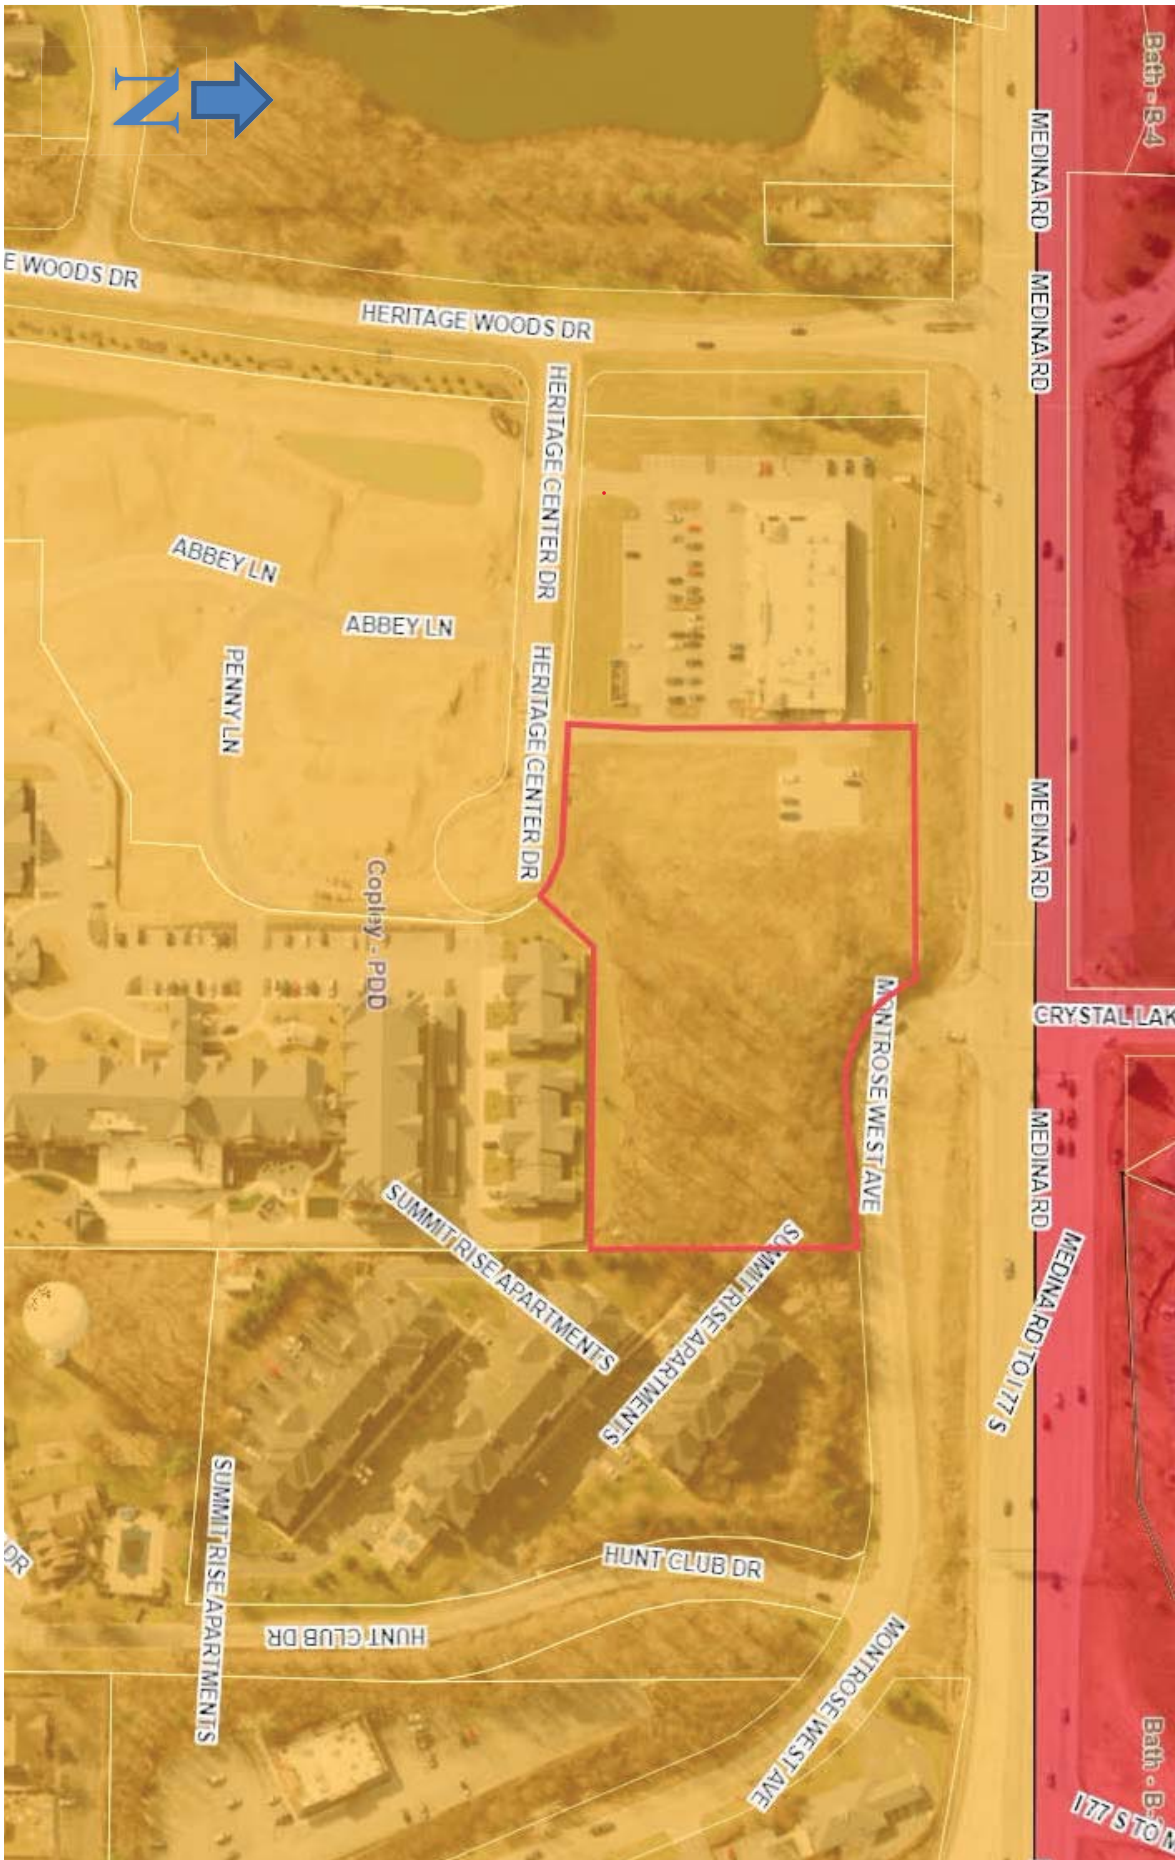 Bath - R-4
N
MEDINA RD
E WOODS DR
MEDINA RD
HERITAGE WOODS DR
HERITAGE CENTER DR
ABBEY LN
ABBEY LN
PENNY LN
HERITAGE CENTER DR
MEDINA RD
Copley - PDD
MONTROSE WEST AVE
CRYSTAL LAK
MEDINA RD
SUMMIT RISE APARTMENTS
SUMMIT RISE APARTMENTS
MEDINA RD TO I 77 S
SUMMIT RISE APARTMENTS
DR
HUNT CLUB DR
HUNT CLUB DR
MONTROSE WEST AVE
Bath - B-
I 77 S TO